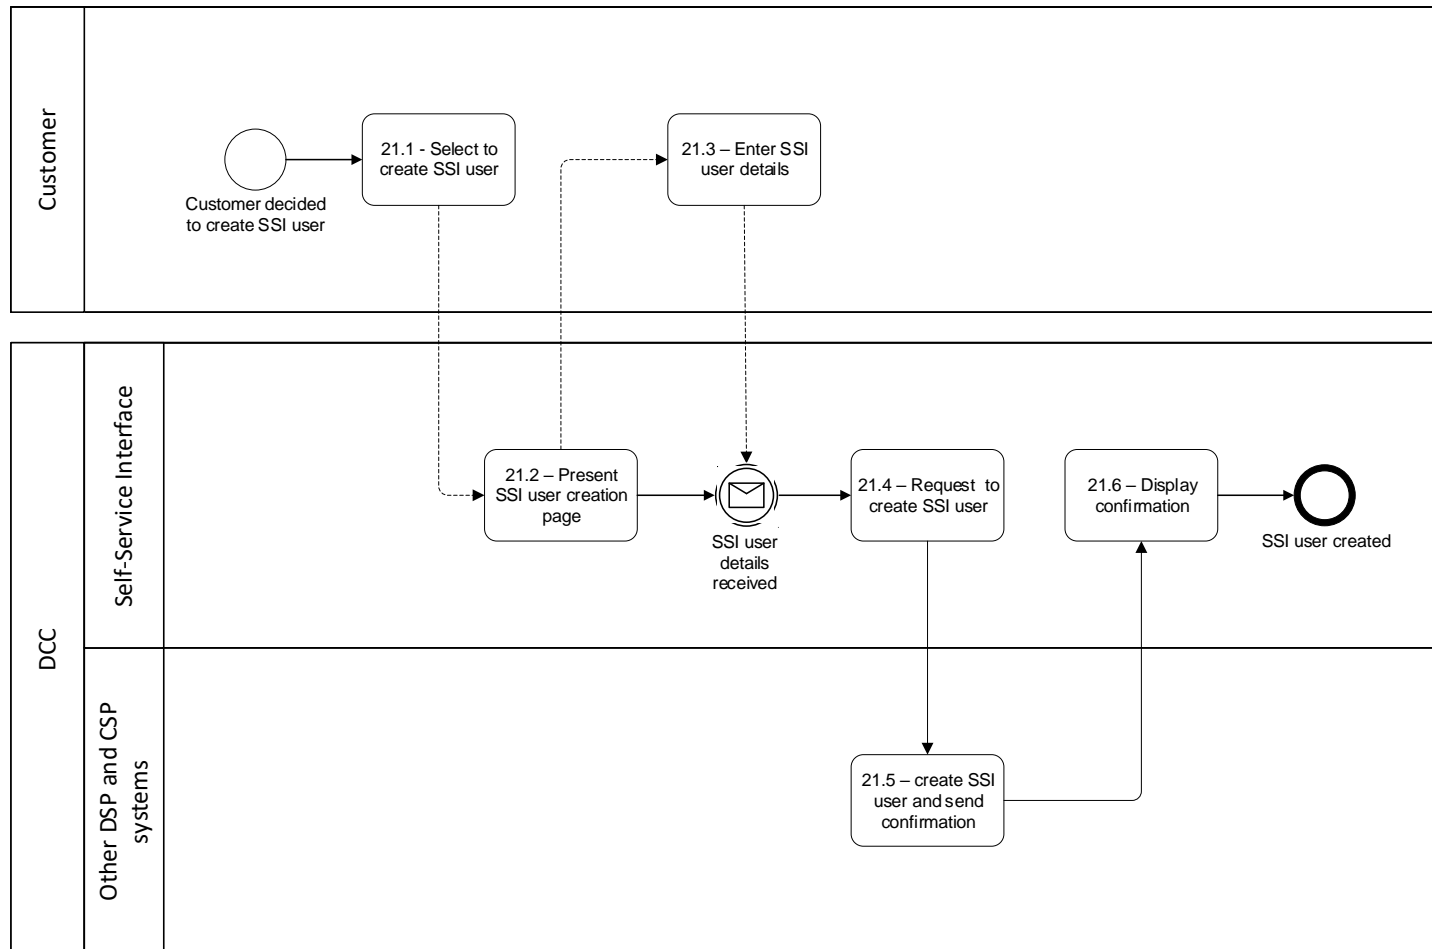 Customer
Customer decided
to create SSI user
21.1 - Select to
create SSI user
21.3 – Enter SSI
user details
DCC
Self-Service Interface
21.2 – Present
SSI user creation
page
SSI user
details
received
21.4 – Request to
create SSI user
21.6 – Display
confirmation
SSI user created
Other DSP and CSP
systems
21.5 – create SSI
user and send
confirmation